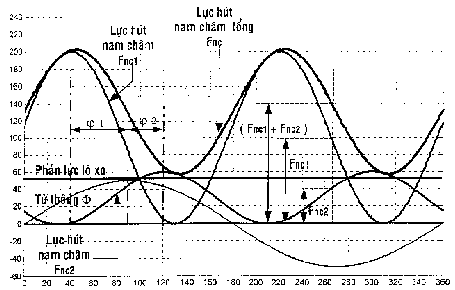 Lực hút
nam châm
Fnc1
Lực hút
nam châm tổng
Fnc
240
220
200
180
160
140
120
100
80
60
40
20
0
-20
-40
-60
φ 1
φ 2
( Fnc1 + Fnc2 )
Fnc1
Fnc2
Phản lực lò xo
Từ thông Φ
Lực hút
nam châm
Fnc2
0 20 40 60 80 100 120 140 160 180 200 220 240 260 280 300 320 340 360